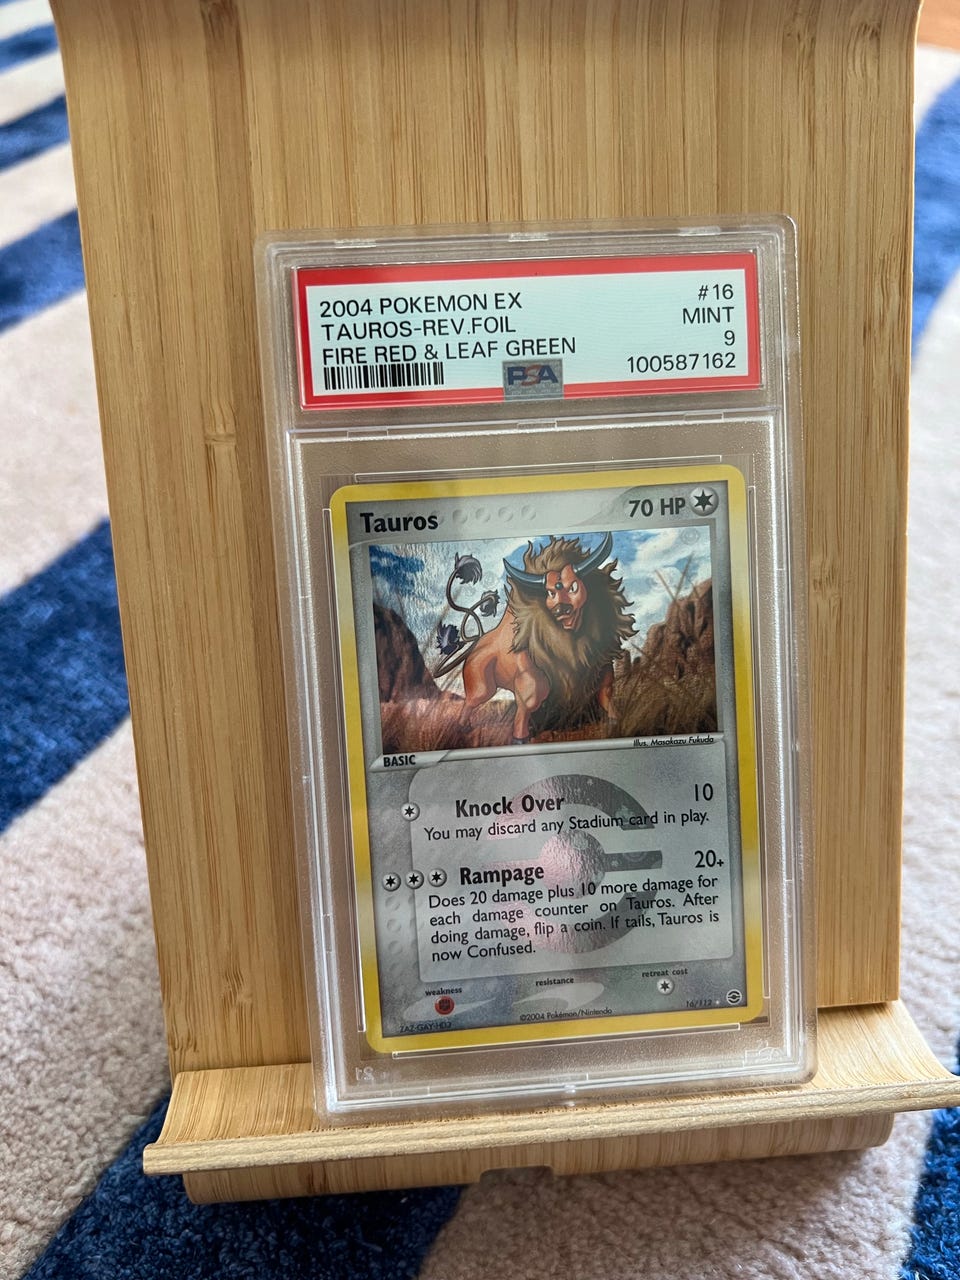 2004 POKEMON EX #16
TAUROS-REV.FOIL MINT
FIRE RED & LEAF GREEN 9
PSA 100587162
Tauros 70 HP
Illus. Masakazu Fukuda
BASIC
Knock Over 10
You may discard any Stadium card in play.
Rampage 20+
Does 20 damage plus 10 more damage for
each damage counter on Tauros. After
doing damage, flip a coin. If tails, Tauros is
now Confused.
weakness resistance retreat cost
16/112
©2004 Pokémon/Nintendo